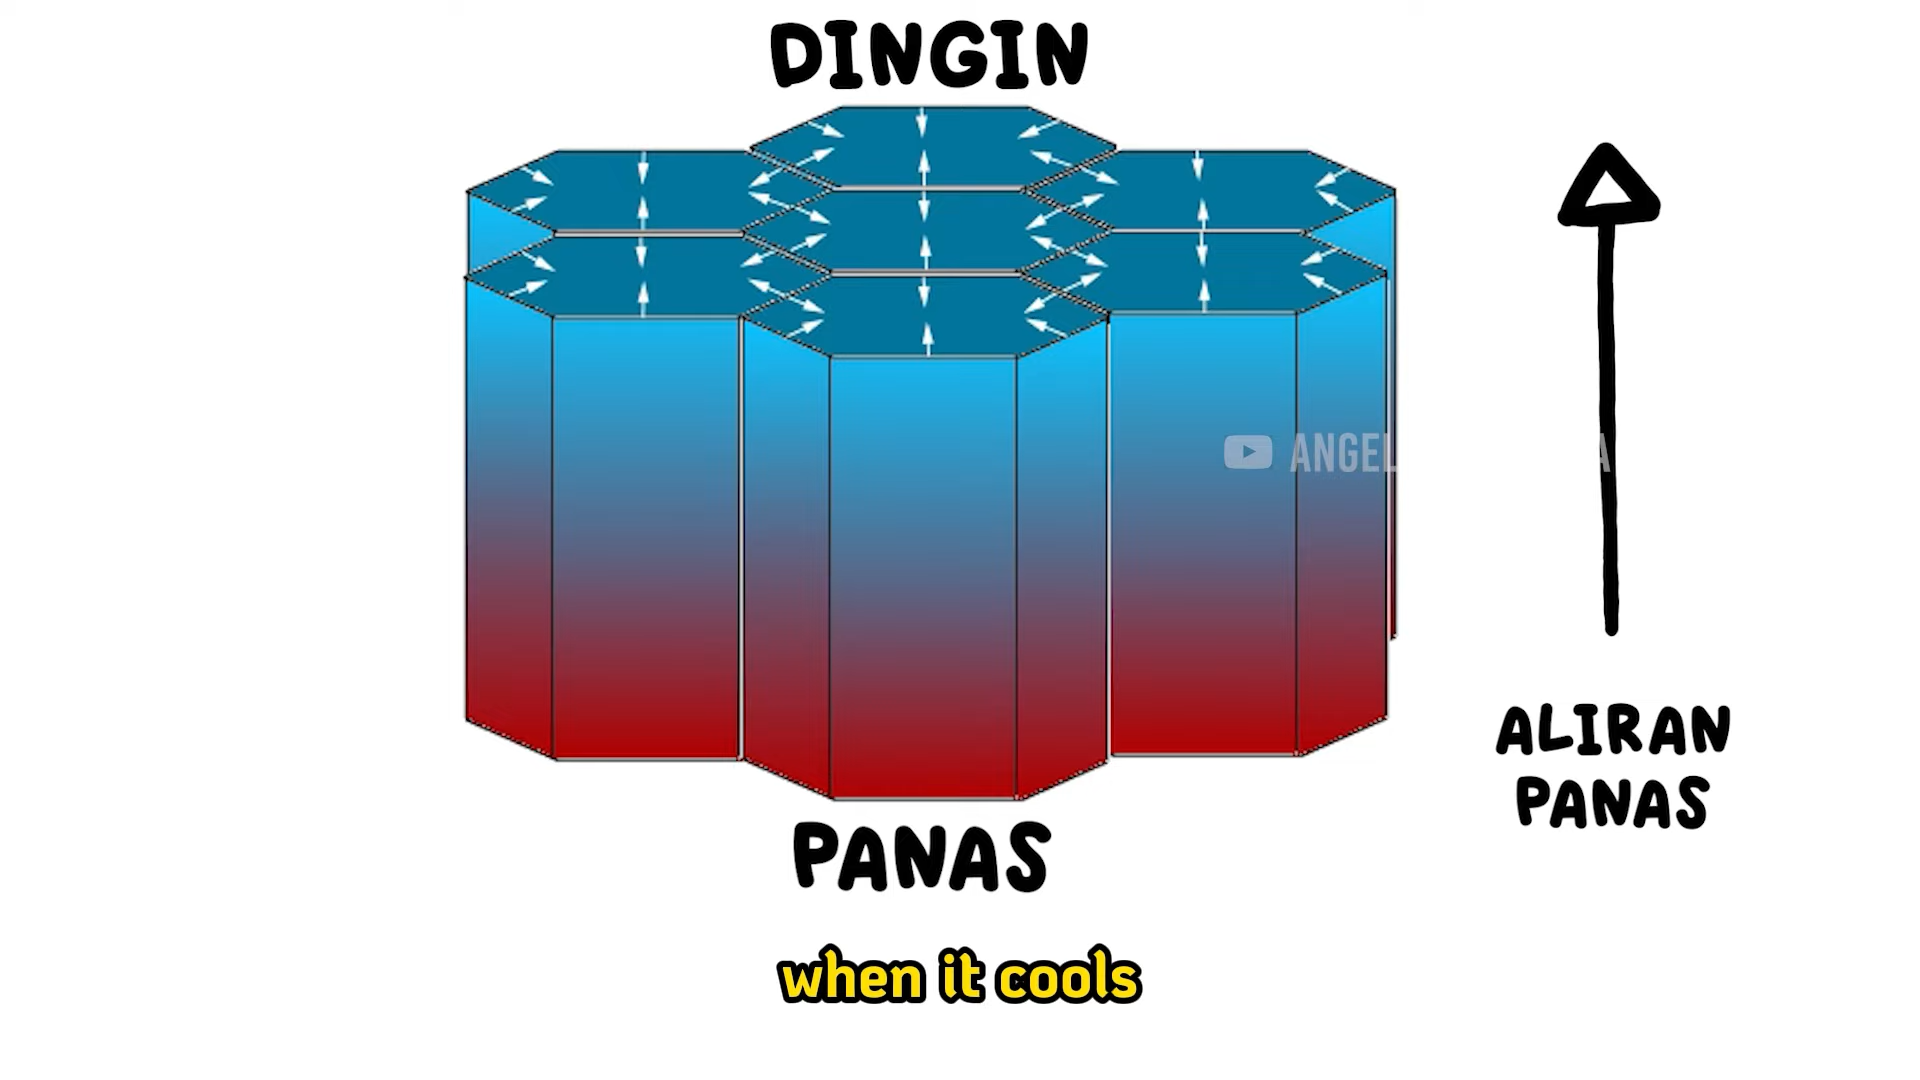 DINGIN
ANGEL
ALIRAN
PANAS
PANAS
when it cools